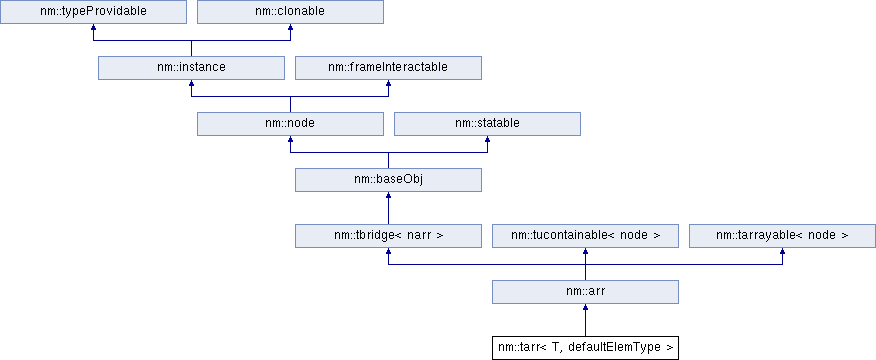 nm::typeProvidable
nm::clonable
nm::instance
nm::frameInteractable
nm::node
nm::statable
nm::baseObj
nm::tbridge< narr >
nm::tucontainable< node >
nm::tarrayable< node >
nm::arr
nm::tarr< T, defaultElemType >